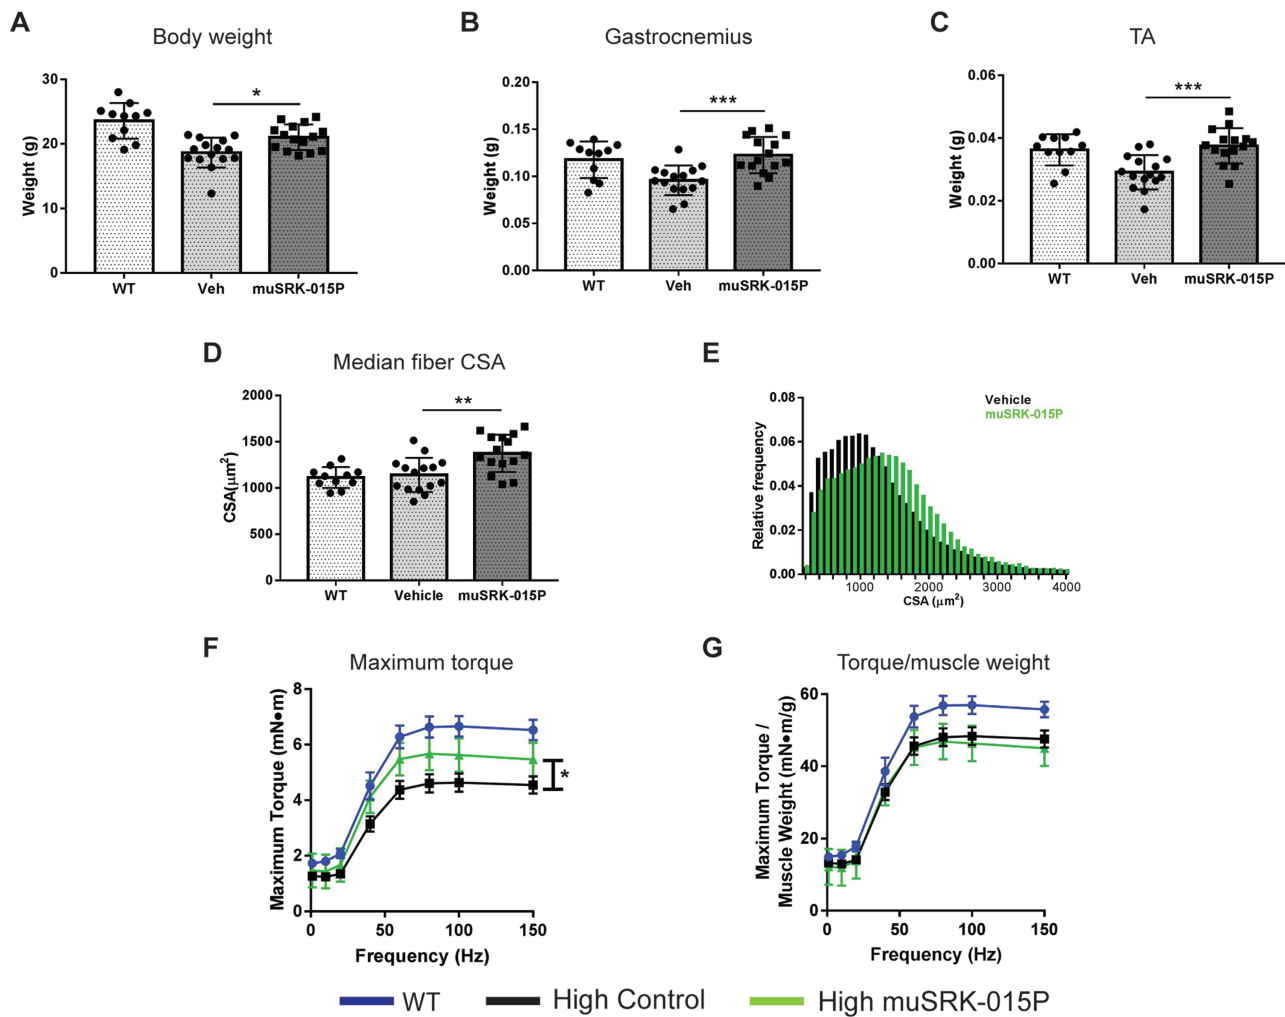 A
Body weight
Weight (g)
30
20
10
0
*
WT
Veh
muSRK-015P
B
Gastrocnemius
Weight (g)
0.20
0.15
0.10
0.05
0.00
***
WT
Veh
muSRK-015P
C
TA
Weight (g)
0.06
0.04
0.02
0.00
***
WT
Veh
muSRK-015P
D
Median fiber CSA
CSA(μm²)
2000
1500
1000
500
0
**
WT
Vehicle
muSRK-015P
E
Relative frequency
0.08
0.06
0.04
0.02
0.00
Vehicle
muSRK-015P
1000
2000
3000
4000
CSA (μm²)
F
Maximum torque
Maximum Torque (mN•m)
8
6
4
2
0
*
0
50
100
150
Frequency (Hz)
G
Torque/muscle weight
Maximum Torque /
Muscle Weight (mN•m/g)
60
40
20
0
0
50
100
150
Frequency (Hz)
WT
High Control
High muSRK-015P